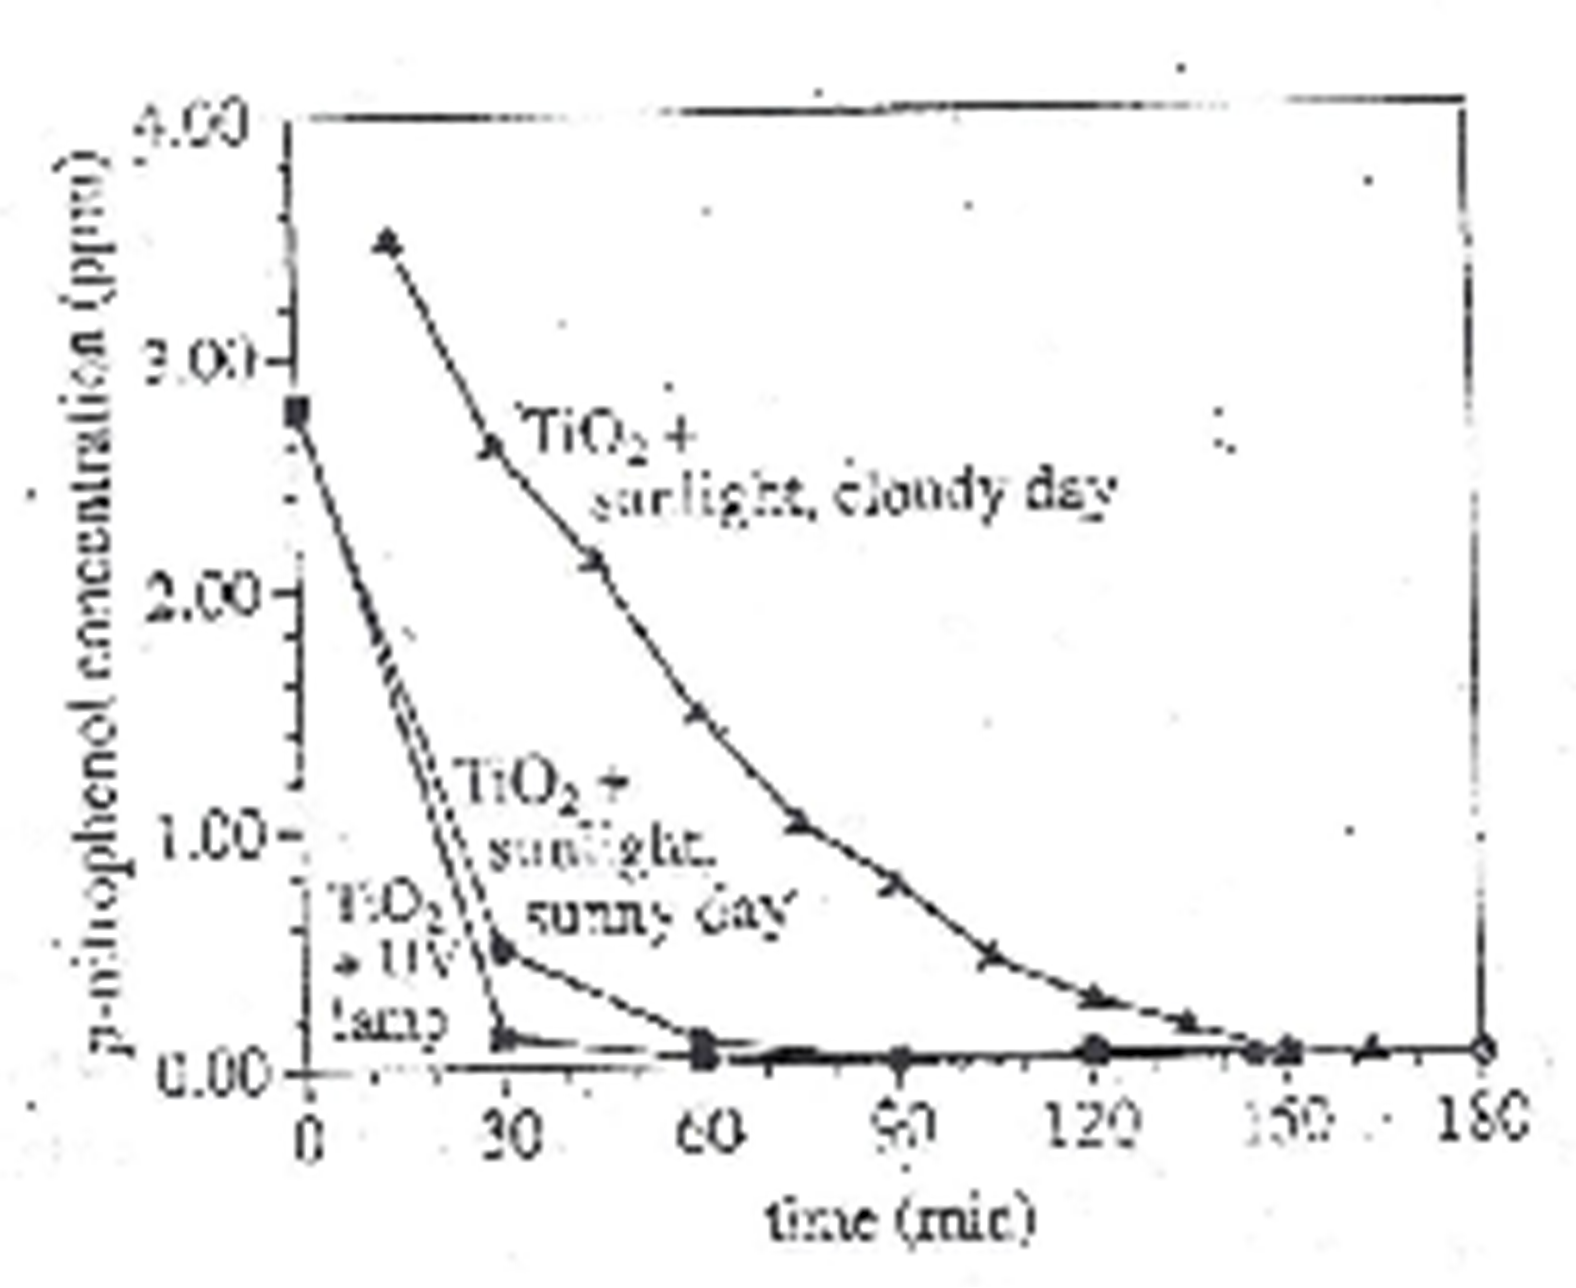 4.00
3.00
2.00
1.00
0.00
p-nitrophenol concentration (ppm)
TiO₂ +
sunlight, cloudy day
TiO₂ +
sunlight,
sunny day
TiO₂
+ UV
lamp
0 30 60 90 120 150 180
time (min)